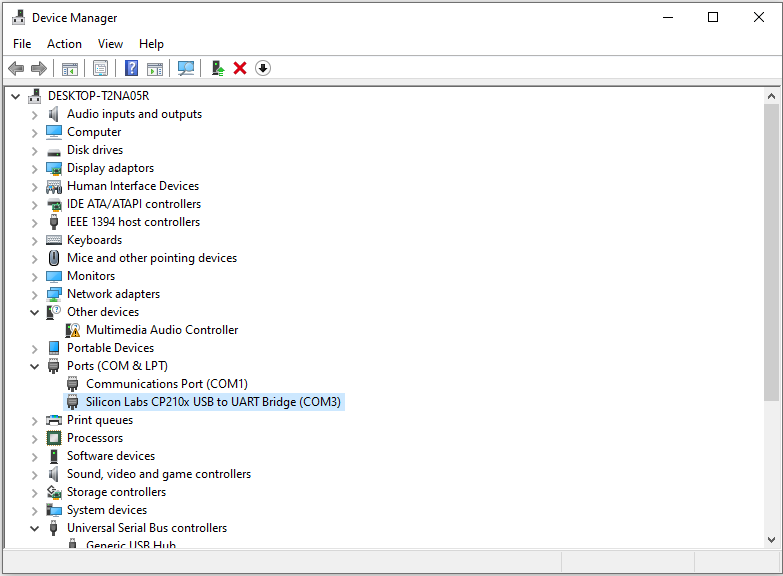 Device Manager
File Action View Help
DESKTOP-T2NA05R
Audio inputs and outputs
Computer
Disk drives
Display adaptors
Human Interface Devices
IDE ATA/ATAPI controllers
IEEE 1394 host controllers
Keyboards
Mice and other pointing devices
Monitors
Network adapters
Other devices
Multimedia Audio Controller
Portable Devices
Ports (COM & LPT)
Communications Port (COM1)
Silicon Labs CP210x USB to UART Bridge (COM3)
Print queues
Processors
Software devices
Sound, video and game controllers
Storage controllers
System devices
Universal Serial Bus controllers
Generic USB Hub